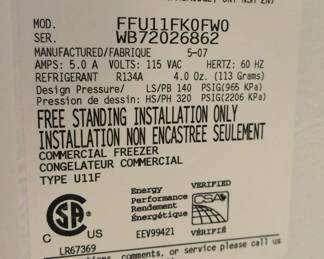 MOD. FFU11FK0FW0
SER. WB72026862
MANUFACTURED/FABRIQUE 5-07
AMPS: 5.0 A VOLTS: 115 VAC HERTZ: 60 HZ
REFRIGERANT R134A 4.0 Oz. (113 Grams)
Design Pressure/ LS/PB 140 PSIG(965 KPa)
Pression de dessin: HS/PH 320 PSIG(2206 KPa)
FREE STANDING INSTALLATION ONLY
INSTALLATION NON ENCASTREE SEULEMENT
COMMERCIAL FREEZER
CONGELATEUR COMMERCIAL
TYPE U11F
Energy VERIFIED
Performance
Rendement CSA
Énergétique
C US EEV99421 VÉRIFIÉ
LR67369
comments, or service please call